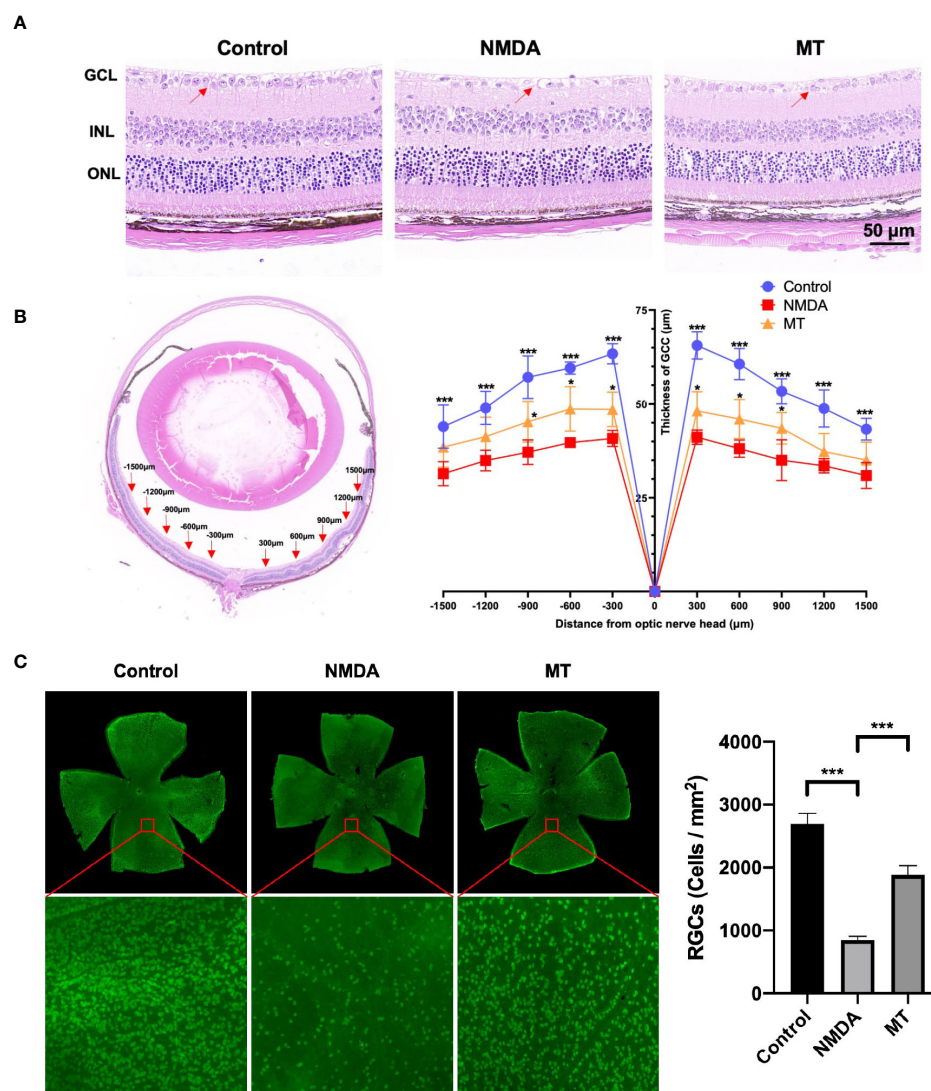 A
Control NMDA MT
GCL
INL
ONL
50 µm
B
-1500µm
-1200µm
-900µm
-600µm
-300µm
300µm
600µm
900µm
1200µm
1500µm
Control
NMDA
MT
Thickness of GCC (µm)
75
50
25
*** *** *** *** *** *** *** *** *** ***
* * * * * *
-1500 -1200 -900 -600 -300 0 300 600 900 1200 1500
Distance from optic nerve head (µm)
C
Control NMDA MT
RGCs (Cells / mm²)
4000
3000
2000
1000
0
***
***
Control NMDA MT